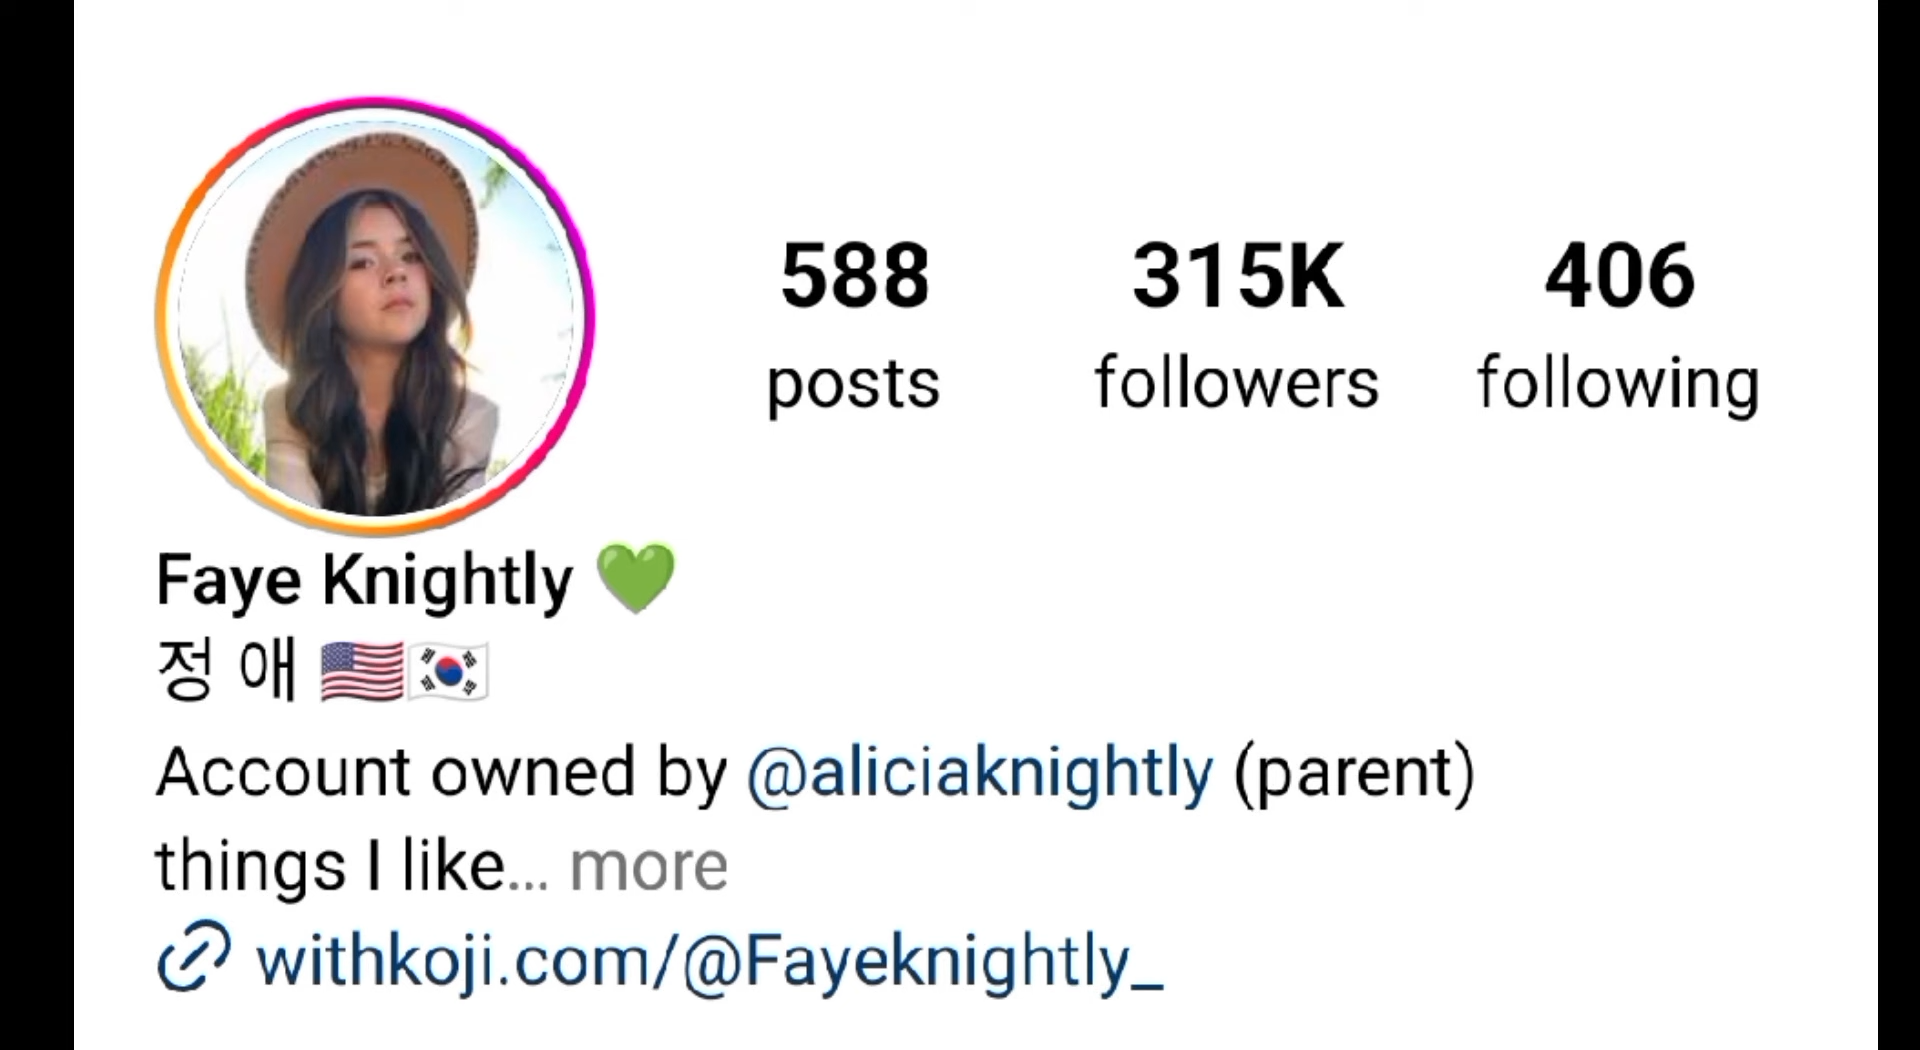 588 315K 406
posts followers following
Faye Knightly 💚
정 애 🇺🇸🇰🇷
Account owned by @aliciaknightly (parent)
things I like... more
withkoji.com/@Fayeknightly_